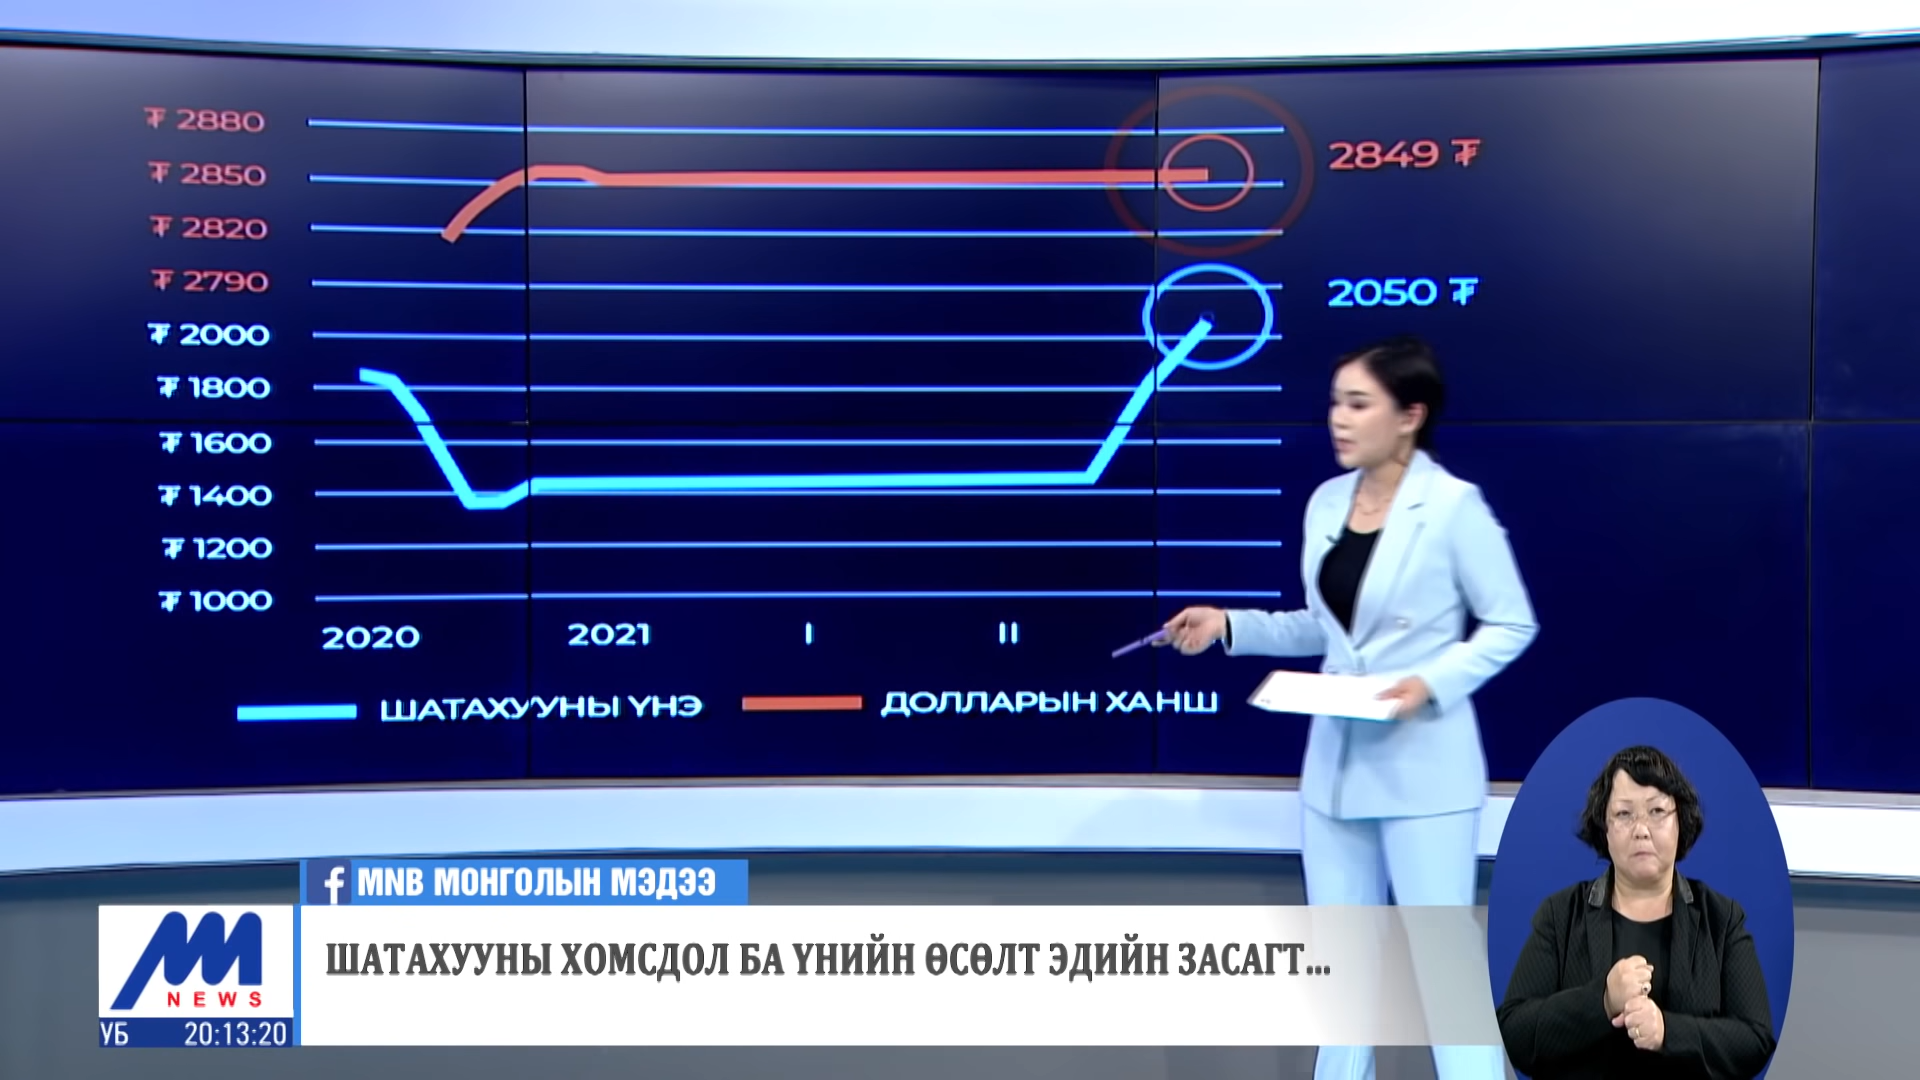 ₮ 2880
₮ 2850
₮ 2820
₮ 2790
₮ 2000
₮ 1800
₮ 1600
₮ 1400
₮ 1200
₮ 1000
2849 ₮
2050 ₮
2020 2021 I II
ШАТАХУУНЫ ҮНЭ ДОЛЛАРЫН ХАНШ
f MNB МОНГОЛЫН МЭДЭЭ
ШАТАХУУНЫ ХОМСДОЛ БА ҮНИЙН ӨСӨЛТ ЭДИЙН ЗАСАГТ...
NEWS
УБ 20:13:20